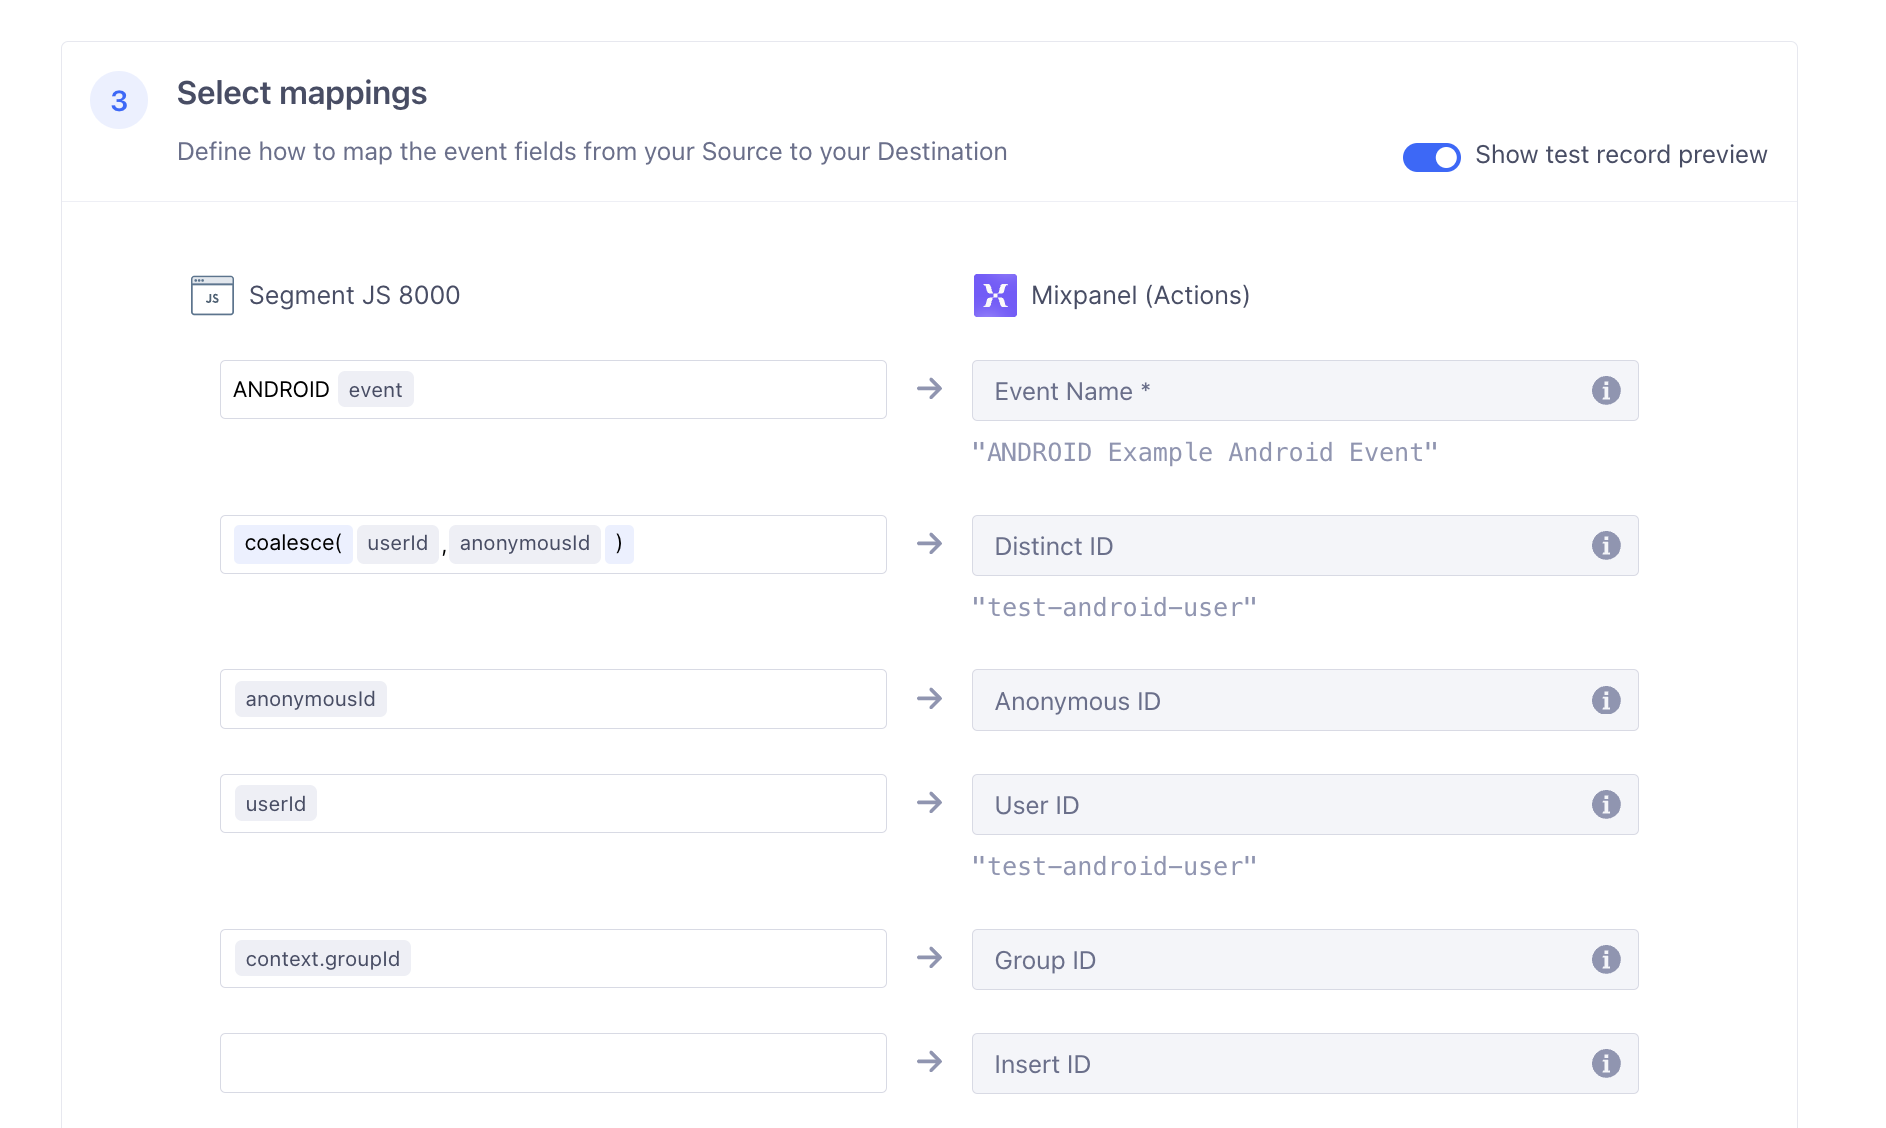 3
Select mappings
Define how to map the event fields from your Source to your Destination
Show test record preview
JS
Segment JS 8000
Mixpanel (Actions)
ANDROID event
Event Name *
"ANDROID Example Android Event"
coalesce( userId , anonymousId )
Distinct ID
"test-android-user"
anonymousId
Anonymous ID
userId
User ID
"test-android-user"
context.groupId
Group ID
Insert ID